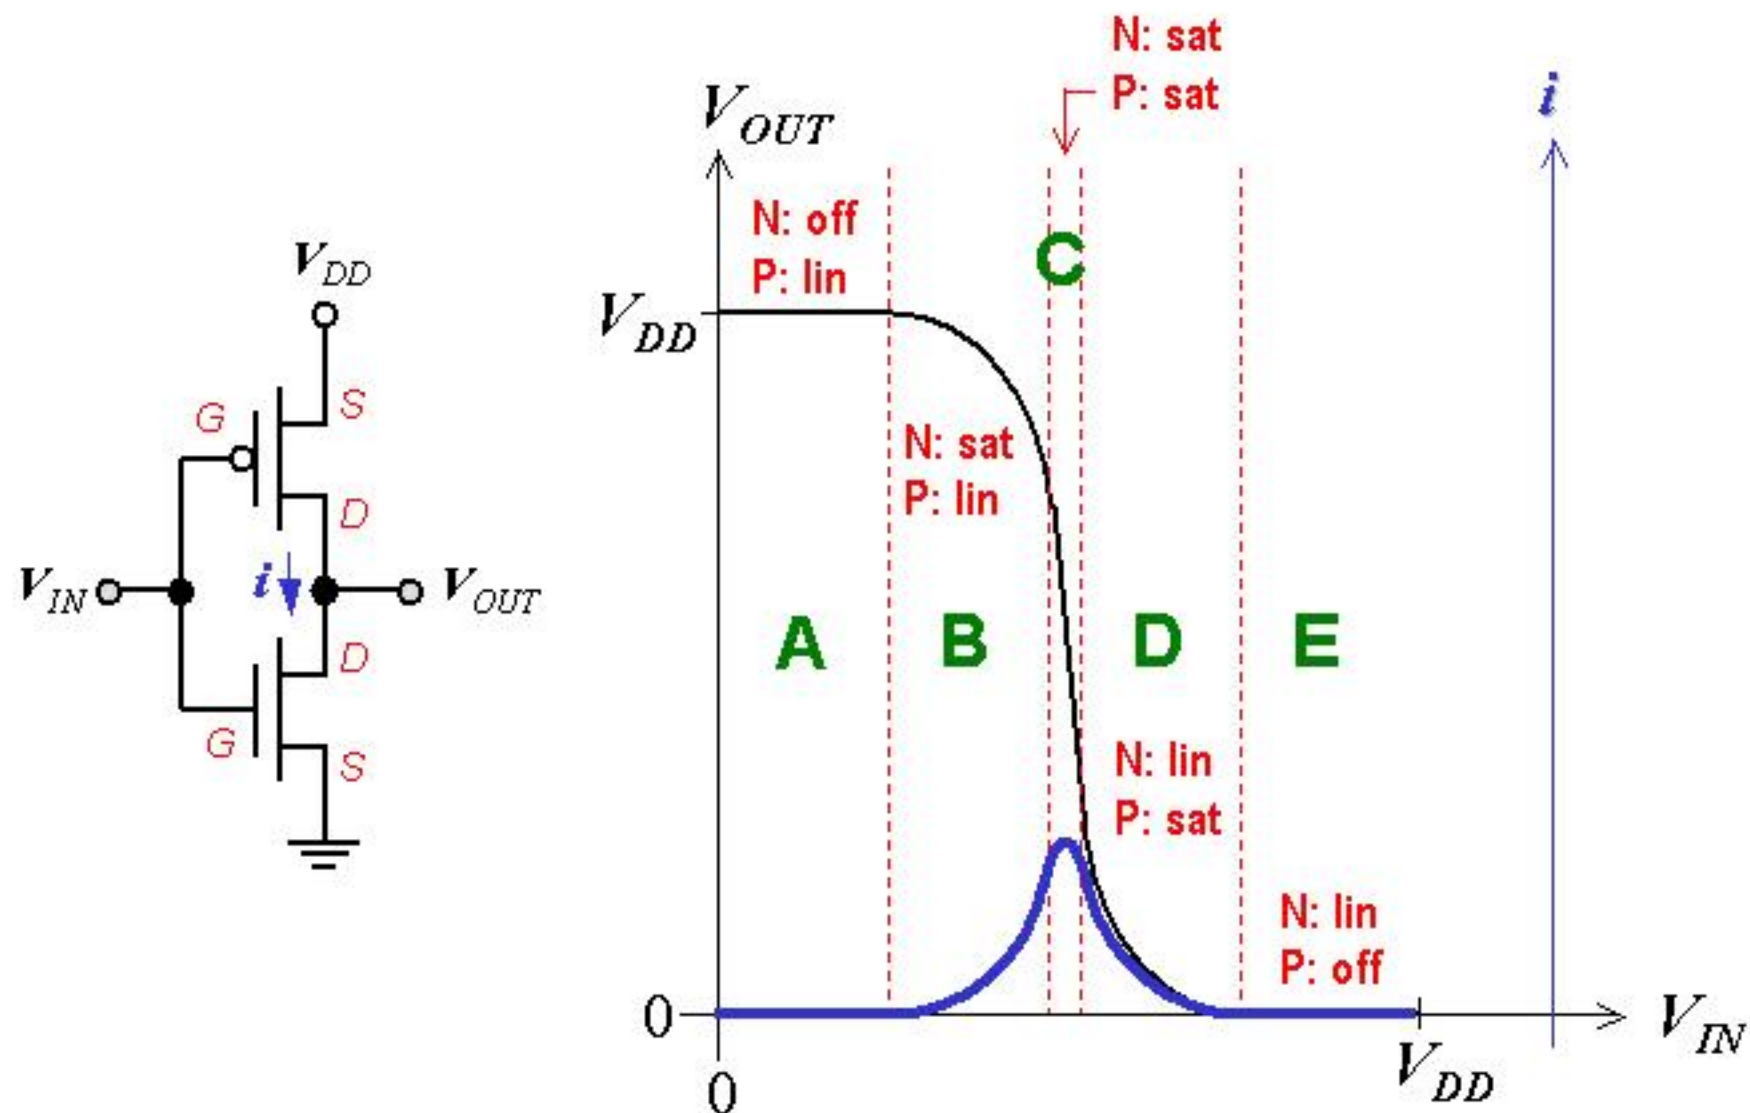 V_DD
G
S
D
i
V_IN
V_OUT
D
G
S
N: sat
P: sat
V_OUT
i
N: off
P: lin
C
V_DD
N: sat
P: lin
A
B
D
E
N: lin
P: sat
N: lin
P: off
0
V_IN
0
V_DD